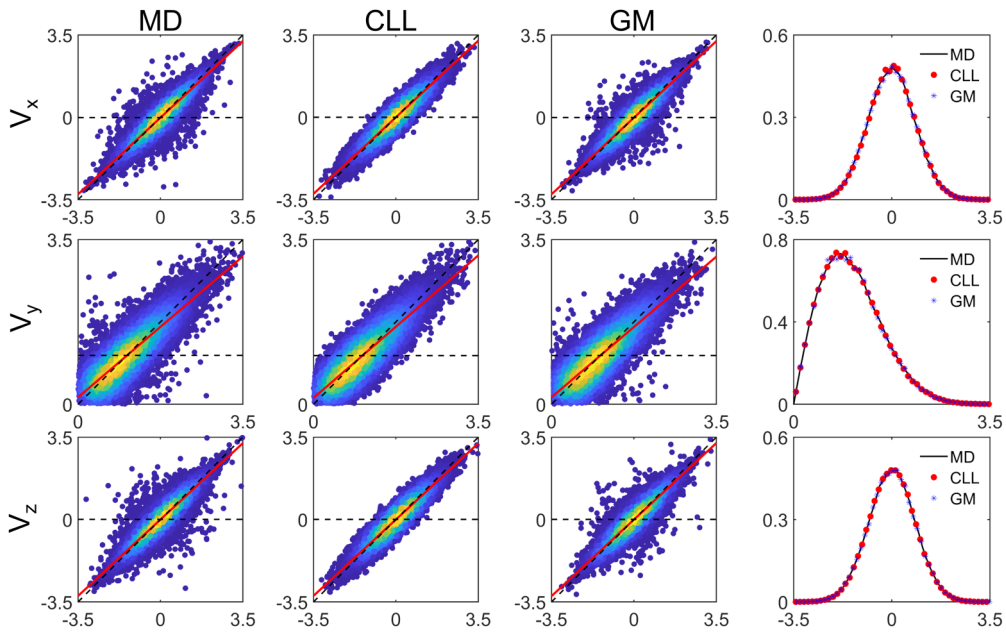 MD CLL GM
V_x
3.5 3.5 3.5 0.6
MD
CLL
GM
0 0 0 0.3
-3.5 -3.5 -3.5 0
-3.5 0 3.5 -3.5 0 3.5 -3.5 0 3.5 -3.5 0 3.5
V_y
3.5 3.5 3.5 0.8
MD
CLL
GM
0.4
0 0 0 0
0 3.5 0 3.5 0 3.5 0 3.5
V_z
3.5 3.5 3.5 0.6
MD
CLL
GM
0 0 0 0.3
-3.5 -3.5 -3.5 0
-3.5 0 3.5 -3.5 0 3.5 -3.5 0 3.5 -3.5 0 3.5